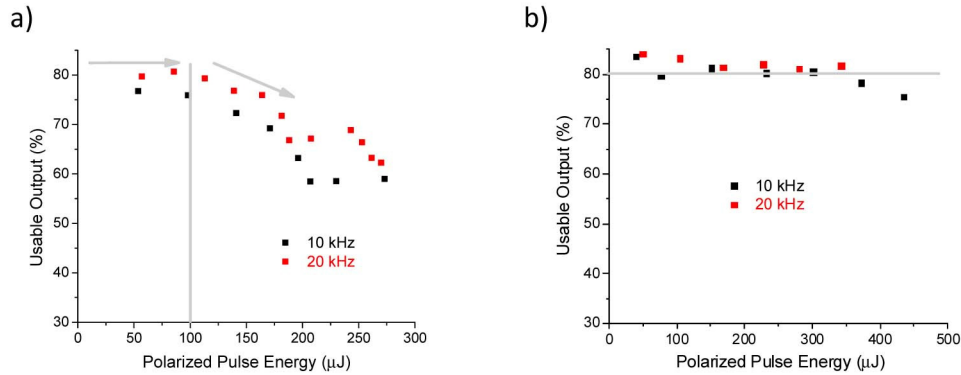 a)
Usable Output (%)
80
70
60
50
40
30
10 kHz
20 kHz
0 50 100 150 200 250 300
Polarized Pulse Energy (μJ)
b)
Usable Output (%)
80
70
60
50
40
30
10 kHz
20 kHz
0 100 200 300 400 500
Polarized Pulse Energy (μJ)